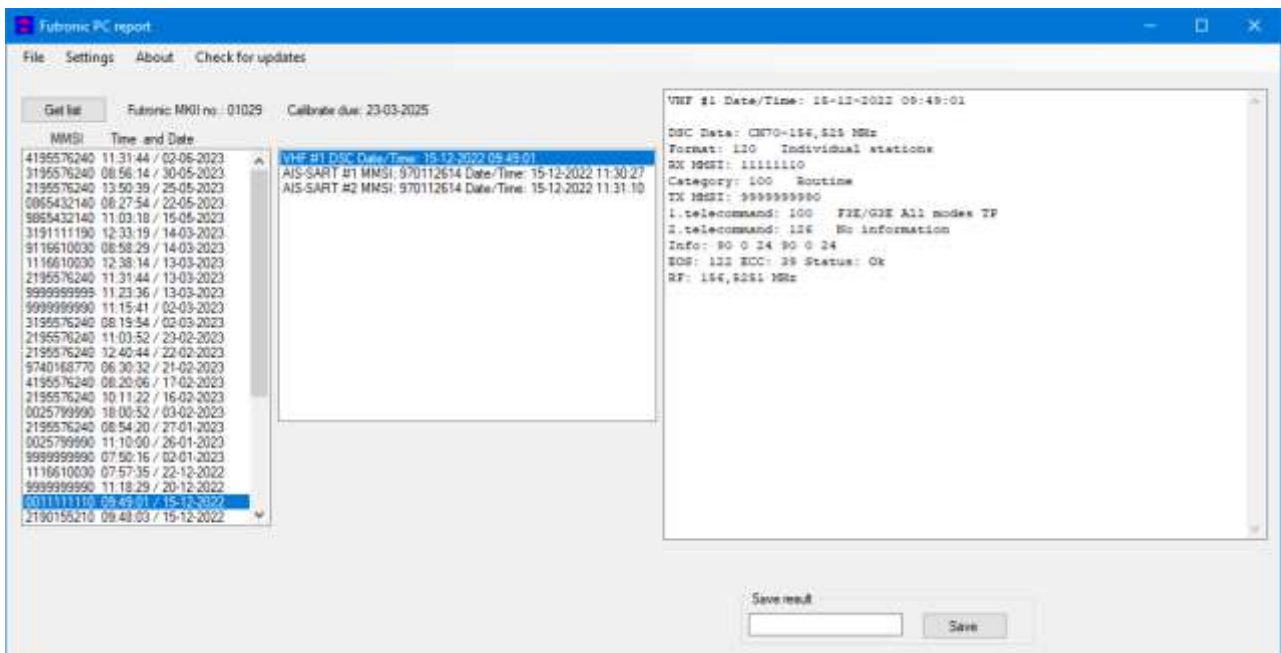 Futronic PC report
File Settings About Check for updates
Get list Futronic MKII no.: 01029 Calibrate due: 23-03-2025
MMSI Time and Date
4195576240 11:31:44 / 02-06-2023
3195576240 08:56:14 / 30-05-2023
2195576240 13:50:39 / 25-05-2023
0865432140 08:27:54 / 22-05-2023
9865432140 11:03:18 / 15-05-2023
3191111190 12:33:19 / 14-03-2023
9116610030 08:58:29 / 14-03-2023
1116610030 12:38:14 / 13-03-2023
2195576240 11:31:44 / 13-03-2023
9999999999 11:23:36 / 13-03-2023
9999999990 11:15:41 / 02-03-2023
3195576240 08:19:54 / 02-03-2023
2195576240 11:03:52 / 23-02-2023
2195576240 12:40:44 / 22-02-2023
9740168770 06:30:32 / 21-02-2023
4195576240 08:20:06 / 17-02-2023
2195576240 10:11:22 / 16-02-2023
0025799990 18:00:52 / 03-02-2023
2195576240 08:54:20 / 27-01-2023
0025799990 11:10:00 / 26-01-2023
9999999990 07:50:16 / 02-01-2023
1116610030 07:57:35 / 22-12-2022
9999999990 11:18:29 / 20-12-2022
0011111110 09:49:01 / 15-12-2022
2190155210 09:48:03 / 15-12-2022
VHF #1 DSC Date/Time: 15-12-2022 09:49:01
AIS-SART #1 MMSI: 970112614 Date/Time: 15-12-2022 11:30:27
AIS-SART #2 MMSI: 970112614 Date/Time: 15-12-2022 11:31:10
VHF #1 Date/Time: 15-12-2022 09:49:01
DSC Data: CH70-156,525 MHz
Format: 120 Individual stations
RX MMSI: 11111110
Category: 100 Routine
TX MMSI: 9999999990
1.telecommand: 100 F3E/G3E All modes TP
2.telecommand: 126 No information
Info: 90 0 24 90 0 24
EOS: 122 ECC: 39 Status: Ok
RF: 156,5251 MHz
Save result
Save